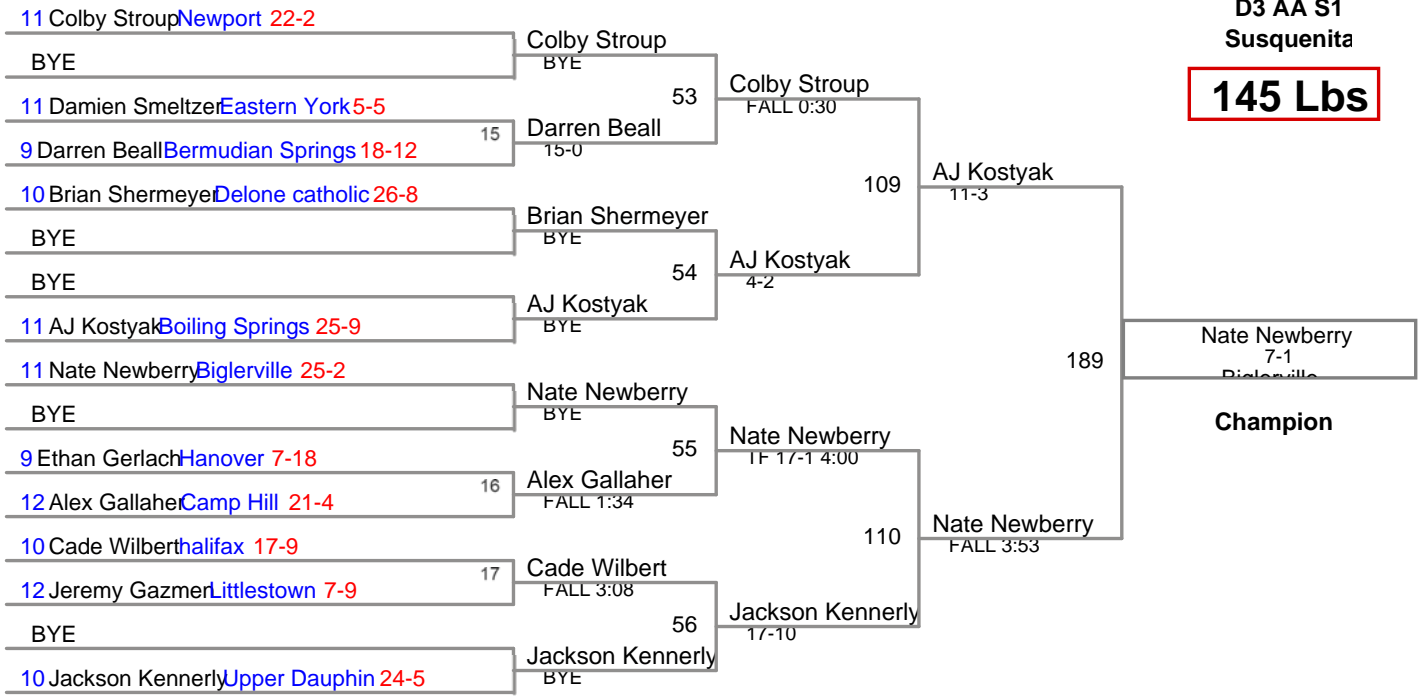 D3 AA S1
Susquenita
145 Lbs
11 Colby Stroup Newport 22-2
BYE
11 Damien Smeltzer Eastern York 5-5
9 Darren Beall Bermudian Springs 18-12
10 Brian Shermeyer Delone catholic 26-8
BYE
BYE
11 AJ Kostyak Boiling Springs 25-9
11 Nate Newberry Biglerville 25-2
BYE
9 Ethan Gerlach Hanover 7-18
12 Alex Gallaher Camp Hill 21-4
10 Cade Wilbert halifax 17-9
12 Jeremy Gazmen Littlestown 7-9
BYE
10 Jackson Kennerly Upper Dauphin 24-5
15
16
17
Colby Stroup
BYE
Darren Beall
15-0
Brian Shermeyer
BYE
AJ Kostyak
BYE
Nate Newberry
BYE
Alex Gallaher
FALL 1:34
Cade Wilbert
FALL 3:08
Jackson Kennerly
BYE
53
54
55
56
Colby Stroup
FALL 0:30
AJ Kostyak
4-2
Nate Newberry
TF 17-1 4:00
Jackson Kennerly
17-10
109
110
AJ Kostyak
11-3
Nate Newberry
FALL 3:53
189
Nate Newberry
7-1
Biglerville
Champion